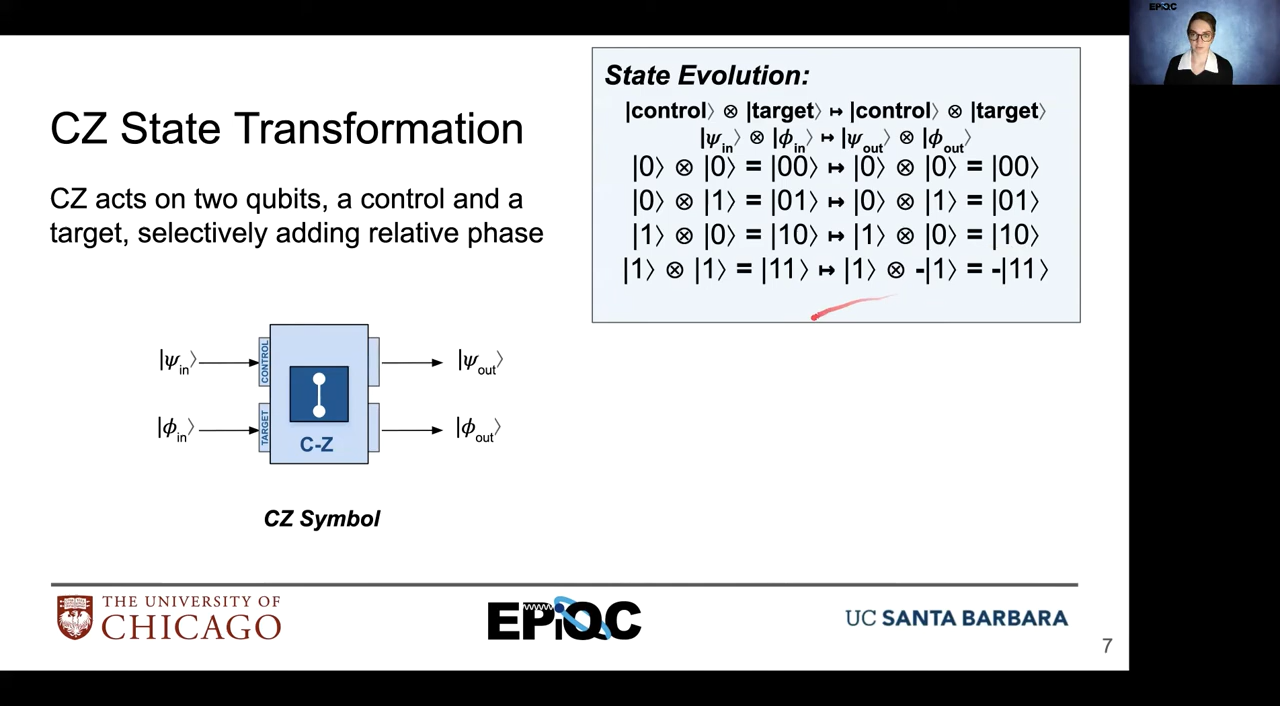 EPiQC
CZ State Transformation
CZ acts on two qubits, a control and a
target, selectively adding relative phase
State Evolution:
|control⟩ ⊗ |target⟩ ↦ |control⟩ ⊗ |target⟩
|ψin⟩ ⊗ |ϕin⟩ ↦ |ψout⟩ ⊗ |ϕout⟩
|0⟩ ⊗ |0⟩ = |00⟩ ↦ |0⟩ ⊗ |0⟩ = |00⟩
|0⟩ ⊗ |1⟩ = |01⟩ ↦ |0⟩ ⊗ |1⟩ = |01⟩
|1⟩ ⊗ |0⟩ = |10⟩ ↦ |1⟩ ⊗ |0⟩ = |10⟩
|1⟩ ⊗ |1⟩ = |11⟩ ↦ |1⟩ ⊗ -|1⟩ = -|11⟩
|ψin⟩
CONTROL
|ψout⟩
|ϕin⟩
TARGET
|ϕout⟩
C-Z
CZ Symbol
THE UNIVERSITY OF
CHICAGO
EPiQC
UC SANTA BARBARA
7